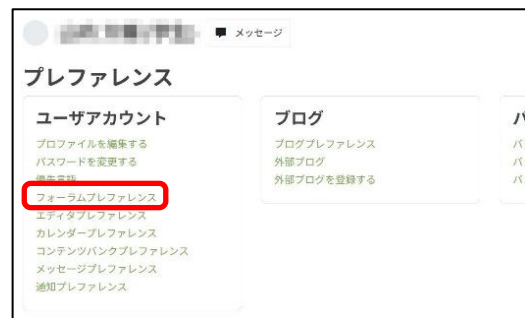 メッセージ
プレファレンス
ユーザアカウント
プロファイルを編集する
パスワードを変更する
優先言語
フォーラムプレファレンス
エディタプレファレンス
カレンダープレファレンス
コンテンツバンクプレファレンス
メッセージプレファレンス
通知プレファレンス
ブログ
ブログプレファレンス
外部ブログ
外部ブログを登録する
バ
バ
バ